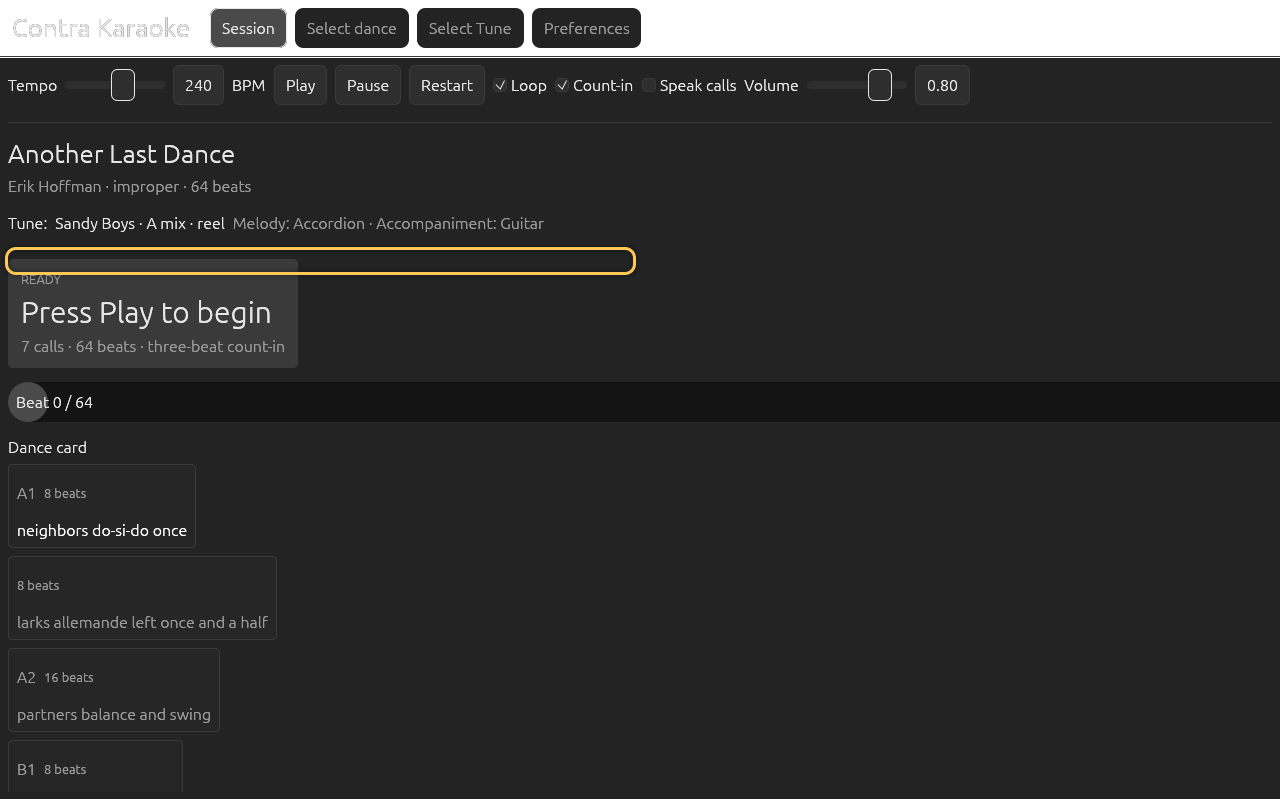 Contra Karaoke Session Select dance Select Tune Preferences
Tempo 240 BPM Play Pause Restart Loop Count-in Speak calls Volume 0.80
Another Last Dance
Erik Hoffman · improper · 64 beats
Tune: Sandy Boys · A mix · reel Melody: Accordion · Accompaniment: Guitar
READY
Press Play to begin
7 calls · 64 beats · three-beat count-in
Beat 0 / 64
Dance card
A1 8 beats
neighbors do-si-do once
8 beats
larks allemande left once and a half
A2 16 beats
partners balance and swing
B1 8 beats